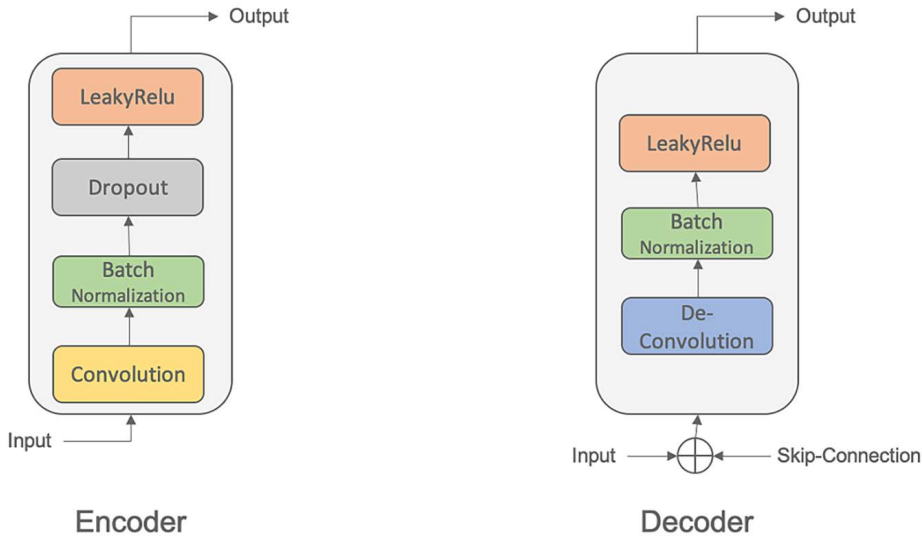 Output
LeakyRelu
Dropout
Batch
Normalization
Convolution
Input
Encoder
Output
LeakyRelu
Batch
Normalization
De-
Convolution
Input
Skip-Connection
Decoder